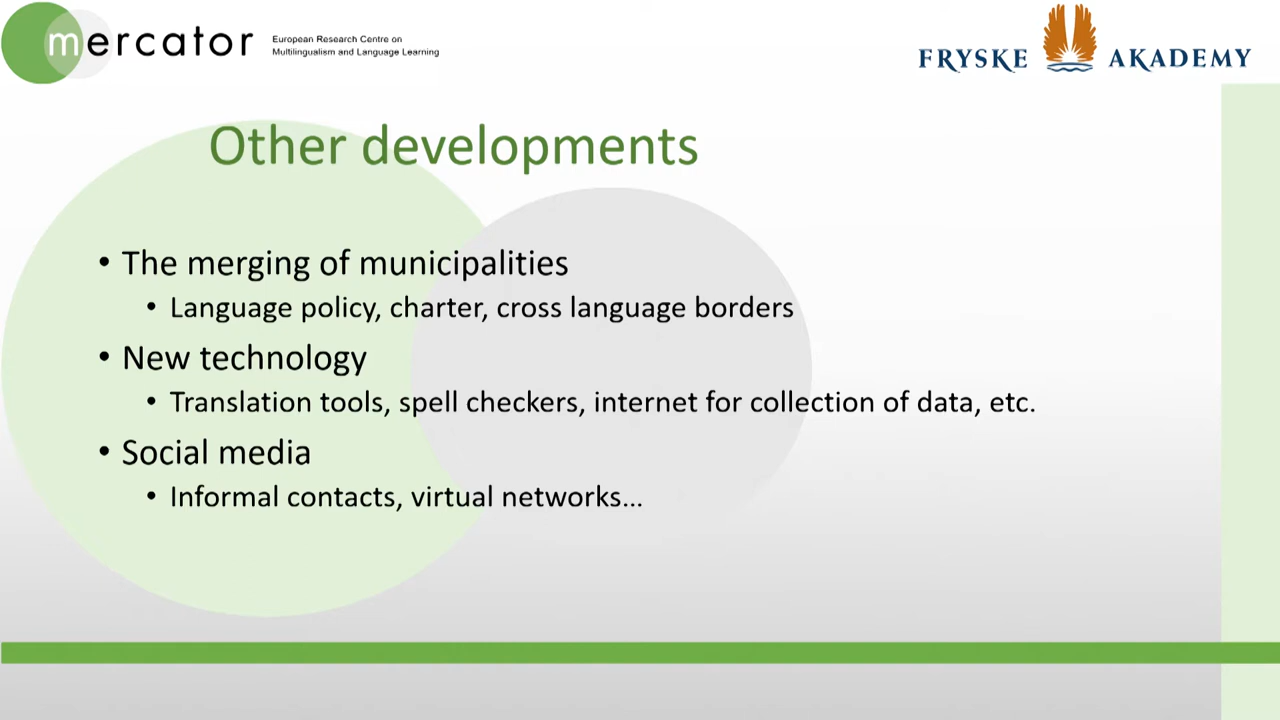 mercator
European Research Centre on
Multilingualism and Language Learning
FRYSKE AKADEMY
Other developments
• The merging of municipalities
• Language policy, charter, cross language borders
• New technology
• Translation tools, spell checkers, internet for collection of data, etc.
• Social media
• Informal contacts, virtual networks...